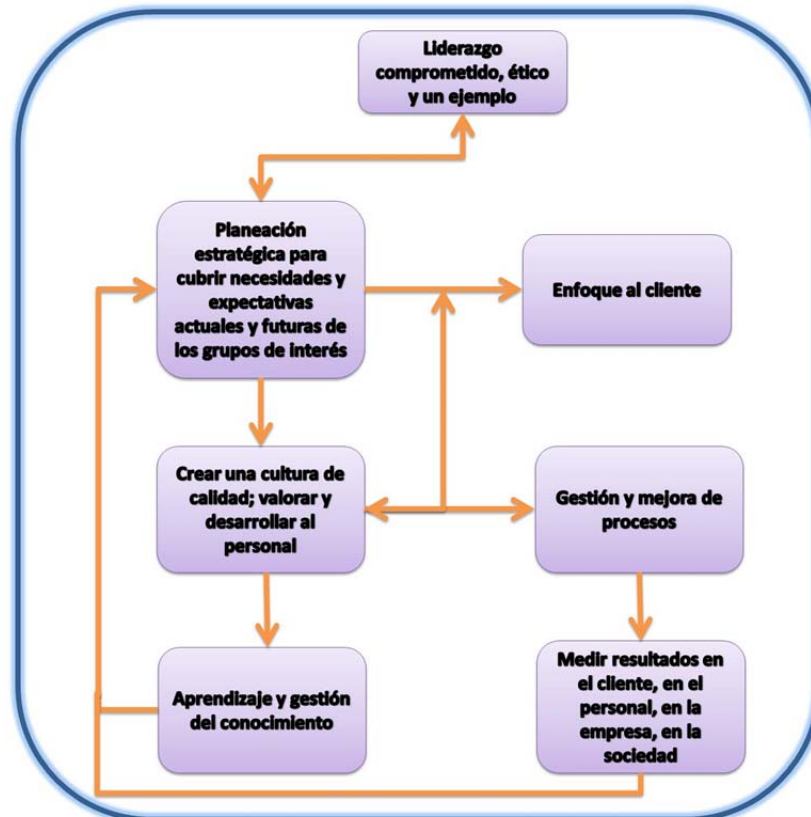 Liderazgo
comprometido, ético
y un ejemplo
Planeación
estratégica para
cubrir necesidades y
expectativas
actuales y futuras de
los grupos de interés
Enfoque al cliente
Crear una cultura de
calidad; valorar y
desarrollar al
personal
Gestión y mejora de
procesos
Aprendizaje y gestión
del conocimiento
Medir resultados en
el cliente, en el
personal, en la
empresa, en la
sociedad